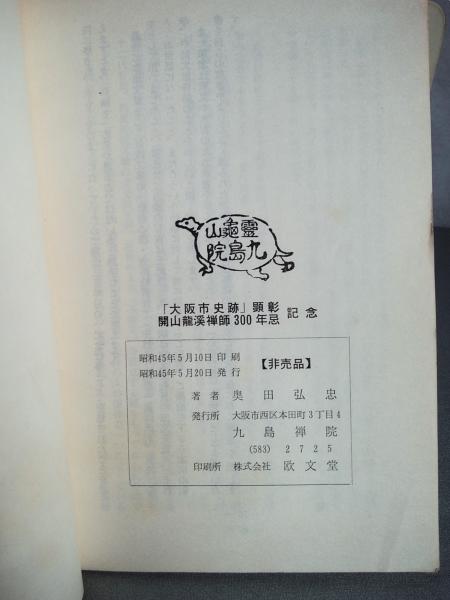 靈龜山
九島院
「大阪市史跡」顕彰
開山龍溪禅師300年忌 記念
昭和45年5月10日 印刷
昭和45年5月20日 発行
【非売品】
著者 奥田弘忠
発行所 大阪市西区本田町3丁目4
九島禅院
(583) 2725
印刷所 株式会社 欧文堂